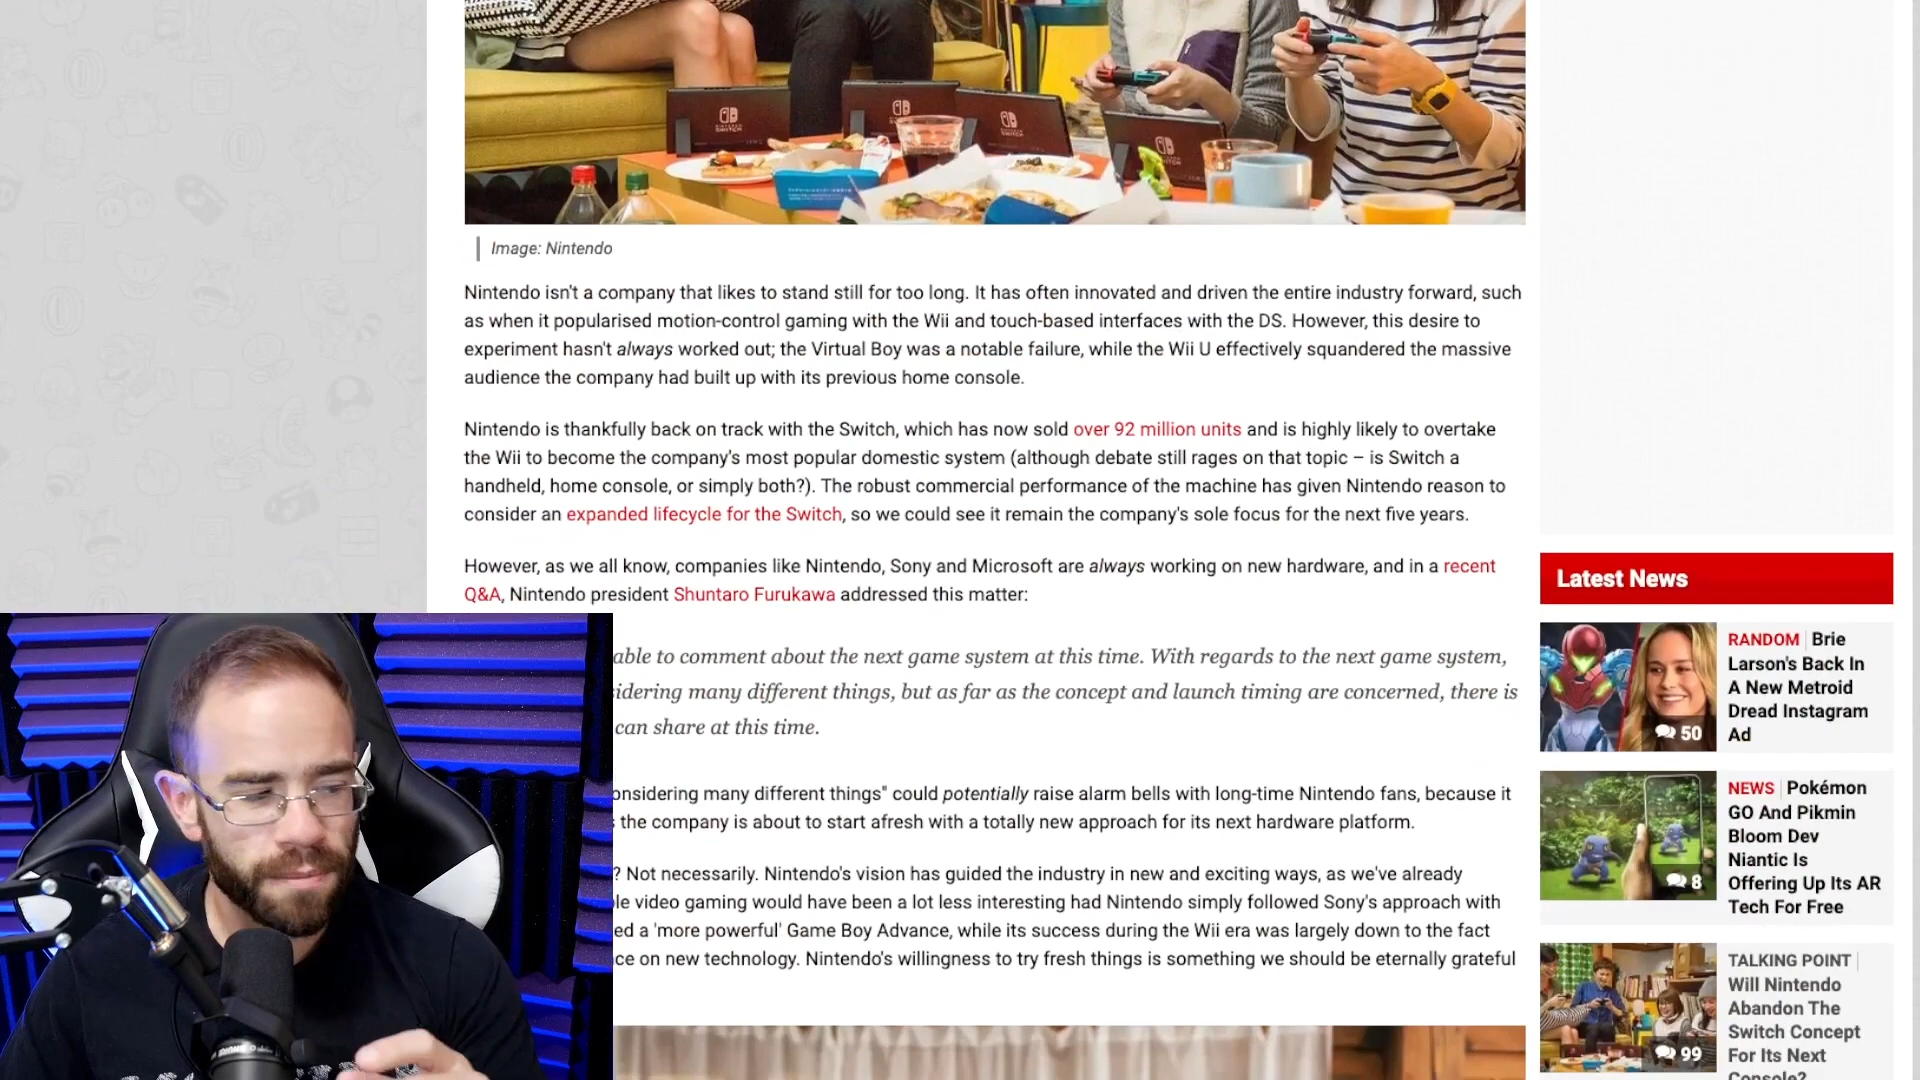 NINTENDO
SWITCH
Image: Nintendo
Nintendo isn't a company that likes to stand still for too long. It has often innovated and driven the entire industry forward, such
as when it popularised motion-control gaming with the Wii and touch-based interfaces with the DS. However, this desire to
experiment hasn't always worked out; the Virtual Boy was a notable failure, while the Wii U effectively squandered the massive
audience the company had built up with its previous home console.
Nintendo is thankfully back on track with the Switch, which has now sold over 92 million units and is highly likely to overtake
the Wii to become the company's most popular domestic system (although debate still rages on that topic – is Switch a
handheld, home console, or simply both?). The robust commercial performance of the machine has given Nintendo reason to
consider an expanded lifecycle for the Switch, so we could see it remain the company's sole focus for the next five years.
However, as we all know, companies like Nintendo, Sony and Microsoft are always working on new hardware, and in a recent
Q&A, Nintendo president Shuntaro Furukawa addressed this matter:
able to comment about the next game system at this time. With regards to the next game system,
idering many different things, but as far as the concept and launch timing are concerned, there is
can share at this time.
onsidering many different things" could potentially raise alarm bells with long-time Nintendo fans, because it
the company is about to start afresh with a totally new approach for its next hardware platform.
? Not necessarily. Nintendo's vision has guided the industry in new and exciting ways, as we've already
le video gaming would have been a lot less interesting had Nintendo simply followed Sony's approach with
ed a 'more powerful' Game Boy Advance, while its success during the Wii era was largely down to the fact
ce on new technology. Nintendo's willingness to try fresh things is something we should be eternally grateful
Latest News
RANDOM Brie
Larson's Back In
A New Metroid
Dread Instagram
Ad
50
NEWS Pokémon
GO And Pikmin
Bloom Dev
Niantic Is
Offering Up Its AR
Tech For Free
8
TALKING POINT
Will Nintendo
Abandon The
Switch Concept
For Its Next
Console?
99